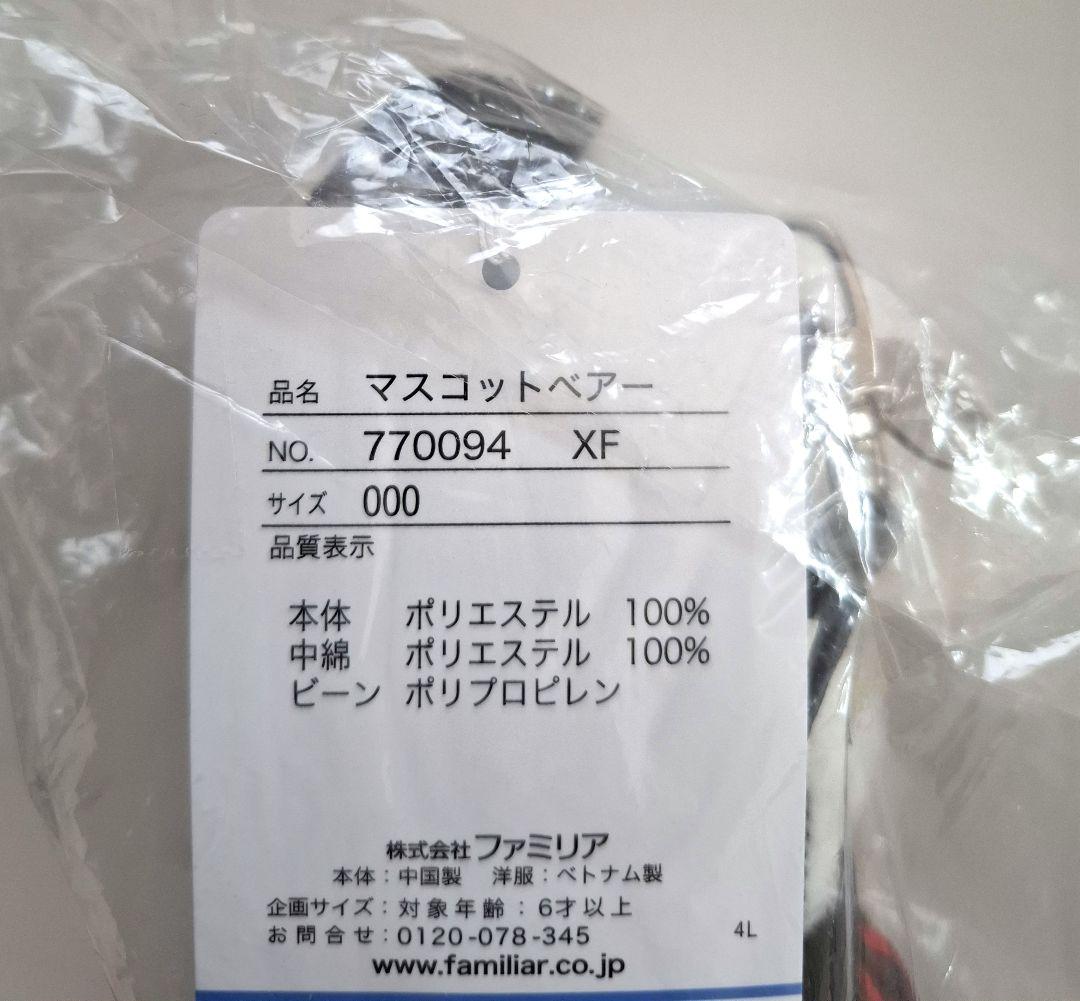 品名 マスコットベアー
NO. 770094 XF
サイズ 000
品質表示
本体 ポリエステル 100%
中綿 ポリエステル 100%
ビーン ポリプロピレン
株式会社ファミリア
本体：中国製 洋服：ベトナム製
企画サイズ：対象年齢：6才以上
お問合せ：0120-078-345
4L
www.familiar.co.jp